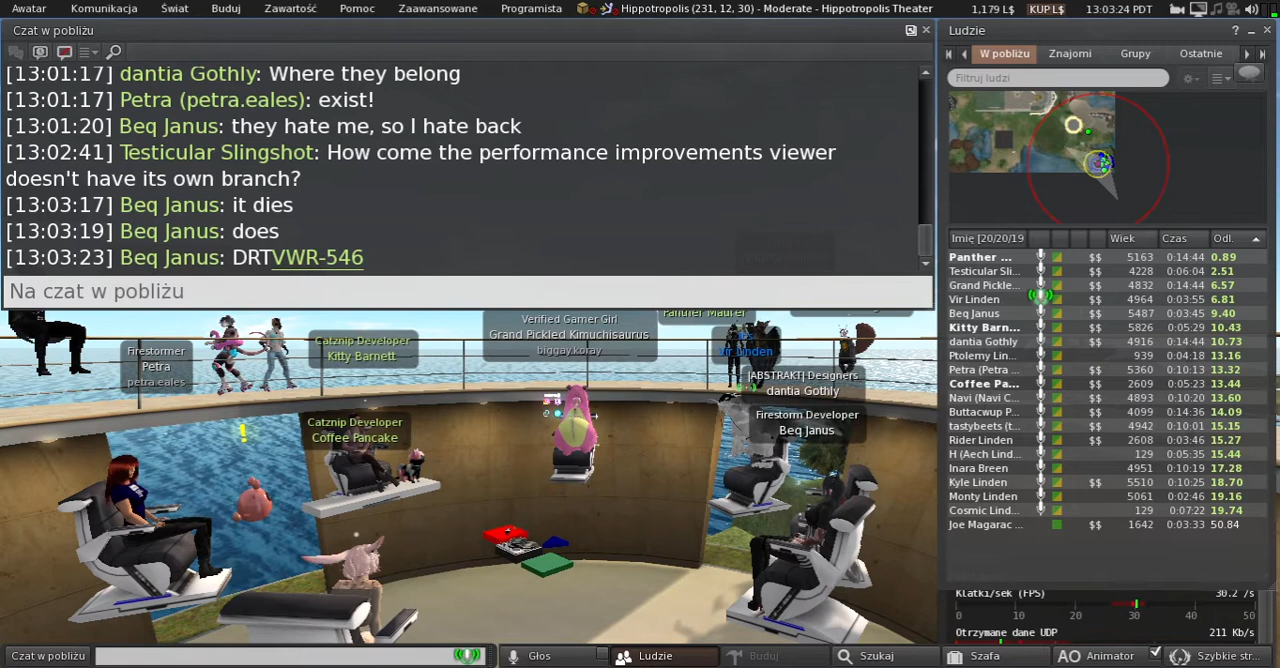 Awatar Komunikacja Świat Buduj Zawartość Pomoc Zaawansowane Programista Hippotropolis (231, 12, 30) - Moderate - Hippotropolis Theater 1,179 L$ KUP L$ 13:03:24 PDT
Czat w pobliżu
[13:01:17] dantia Gothly: Where they belong
[13:01:17] Petra (petra.eales): exist!
[13:01:20] Beq Janus: they hate me, so I hate back
[13:02:41] Testicular Slingshot: How come the performance improvements viewer
doesn't have its own branch?
[13:03:17] Beq Janus: it dies
[13:03:19] Beq Janus: does
[13:03:23] Beq Janus: DRTVWR-546
Na czat w pobliżu
Firestormer
Petra
petra.eales
Catznip Developer
Kitty Barnett
Verified Gamer Girl
Grand Pickled Kimuchisaurus
biggay.koray
Panther Maurer
Vir Linden
|ABSTRAKT| Designers
dantia Gothly
Firestorm Developer
Beq Janus
Catznip Developer
Coffee Pancake
Ludzie
W pobliżu Znajomi Grupy Ostatnie
Filtruj ludzi
Imię [20/20/19 Wiek Czas Odl.
Panther ... $$ 5163 0:14:44 0.89
Testicular Sli... $$ 4228 0:06:04 2.51
Grand Pickle... $$ 4832 0:14:44 6.57
Vir Linden $$ 4964 0:03:55 6.81
Beq Janus $$ 5487 0:03:45 9.40
Kitty Barn... $$ 5826 0:05:29 10.43
dantia Gothly $$ 4916 0:14:44 10.73
Ptolemy Lin... 939 0:04:18 13.16
Petra (Petra ... $$ 5360 0:10:13 13.32
Coffee Pa... $$ 2609 0:05:23 13.44
Navi (Navi C... $$ 4893 0:10:20 13.60
Buttacwup P... $$ 4099 0:14:36 14.09
tastybeets (t... $$ 4942 0:10:01 15.15
Rider Linden $$ 2608 0:03:46 15.27
H (Aech Lind... 129 0:05:35 15.44
Inara Breen 4951 0:10:19 17.28
Kyle Linden $$ 5510 0:10:25 18.70
Monty Linden 5061 0:02:46 19.16
Cosmic Lind... 129 0:07:22 19.74
Joe Magarac ... $$ 1642 0:03:33 50.84
Klatki/sek (FPS) 30.2 /s
0 10 20 30 40 50
Otrzymane dane UDP 211 Kb/s
Czat w pobliżu Głos Ludzie Buduj Szukaj Szafa AO Animator Szybkie str...